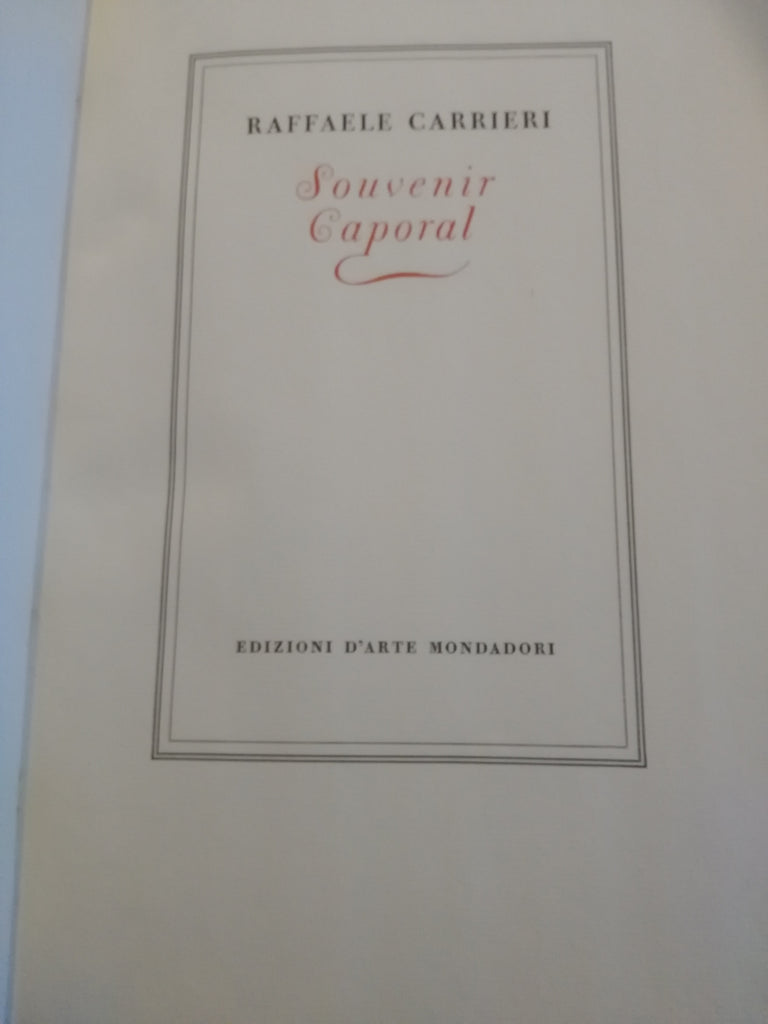 RAFFAELE CARRIERI
Souvenir
Caporal
EDIZIONI D'ARTE MONDADORI